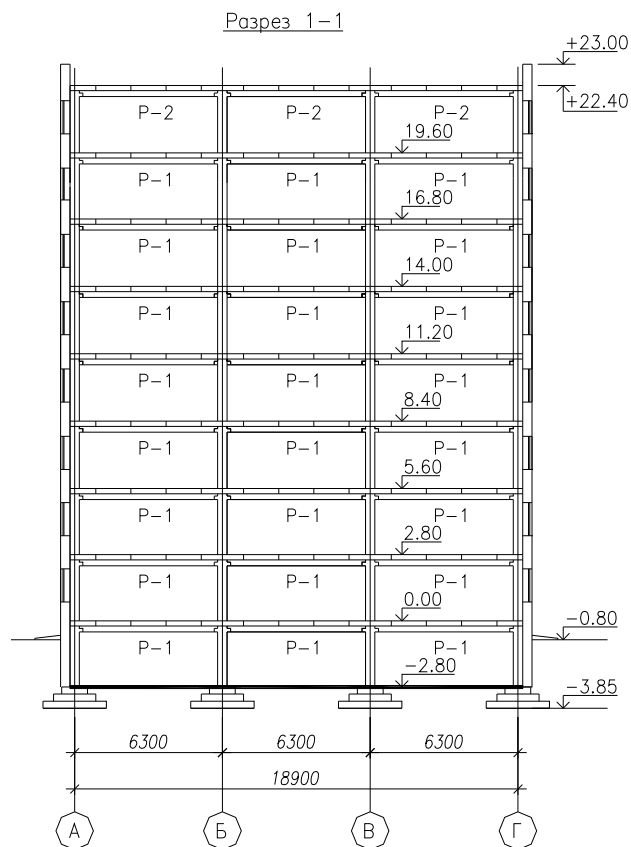 Разрез 1-1
+23.00
+22.40
Р-2 Р-2 Р-2
19.60
Р-1 Р-1 Р-1
16.80
Р-1 Р-1 Р-1
14.00
Р-1 Р-1 Р-1
11.20
Р-1 Р-1 Р-1
8.40
Р-1 Р-1 Р-1
5.60
Р-1 Р-1 Р-1
2.80
Р-1 Р-1 Р-1
0.00
-0.80
Р-1 Р-1 Р-1
-2.80
-3.85
6300 6300 6300
18900
А Б В Г